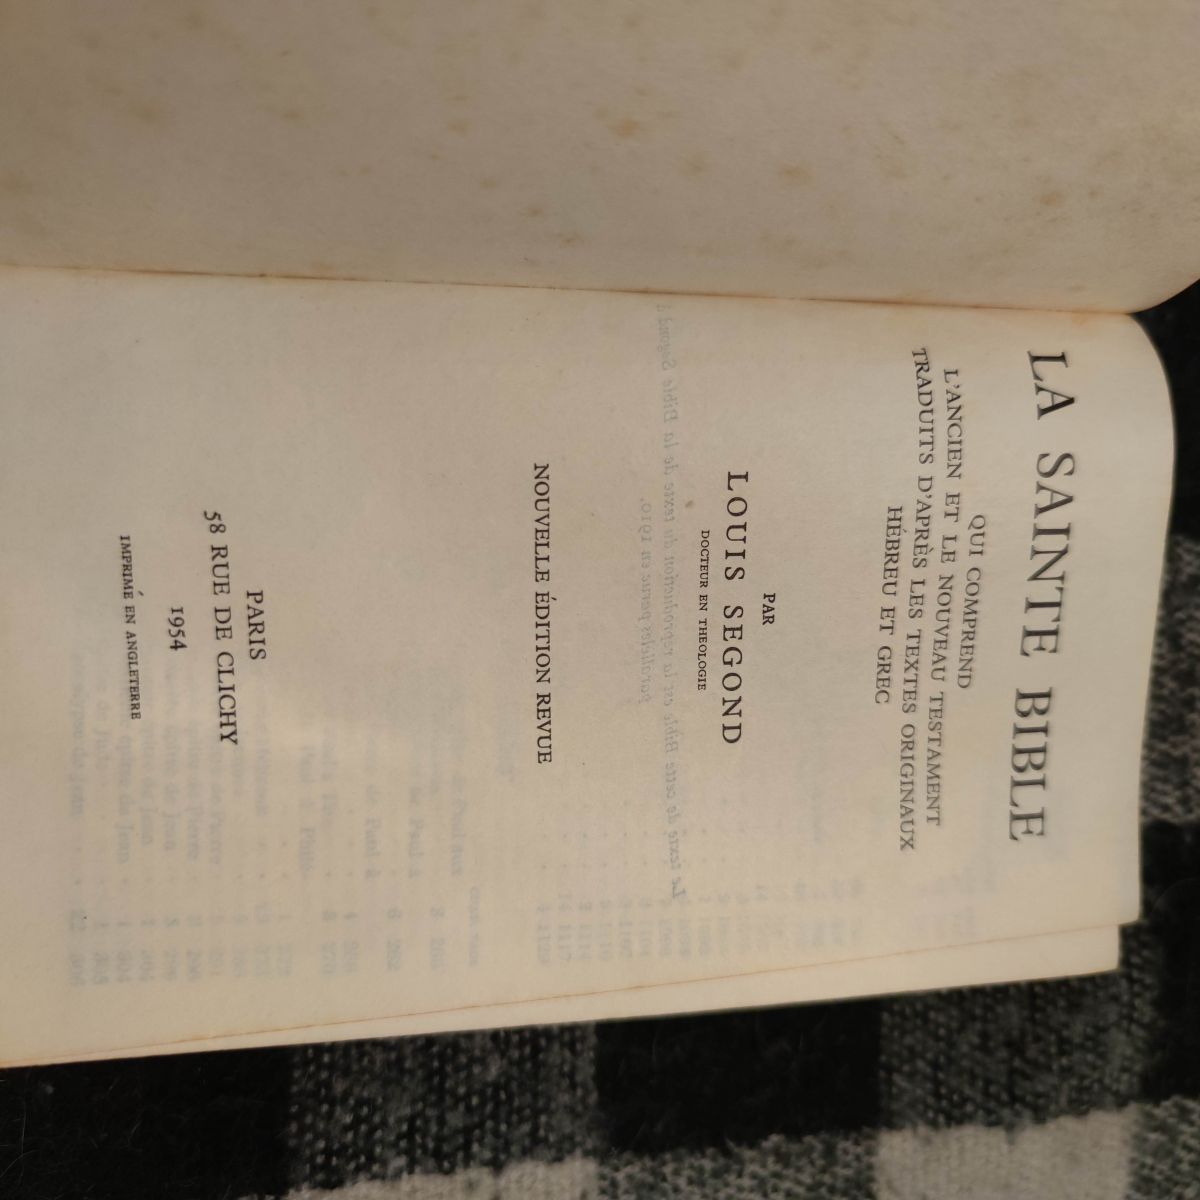 LA SAINTE BIBLE
QUI COMPREND
L'ANCIEN ET LE NOUVEAU TESTAMENT
TRADUITS D'APRÈS LES TEXTES ORIGINAUX
HÉBREU ET GREC
PAR
LOUIS SEGOND
DOCTEUR EN THEOLOGIE
NOUVELLE ÉDITION REVUE
PARIS
58 RUE DE CLICHY
1954
IMPRIMÉ EN ANGLETERRE